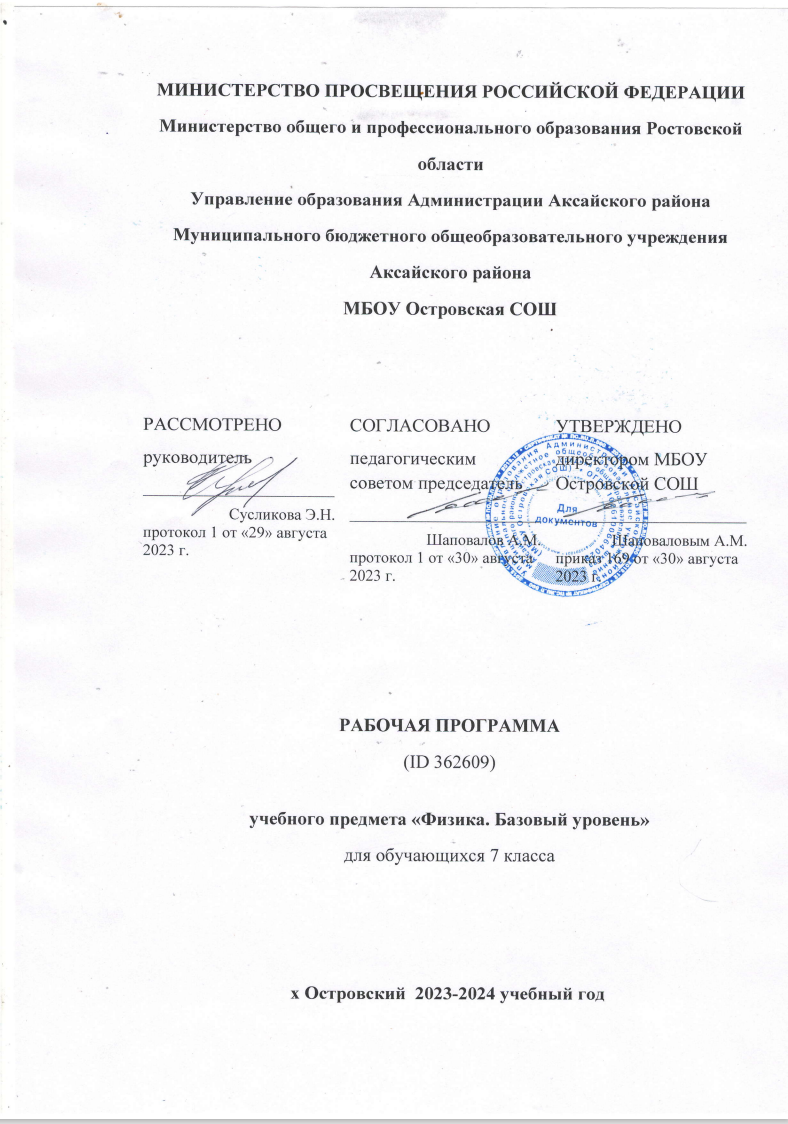 МИНИСТЕРСТВО ПРОСВЕЩЕНИЯ РОССИЙСКОЙ ФЕДЕРАЦИИ
Министерство общего и профессионального образования Ростовской
области
Управление образования Администрации Аксайского района
Муниципального бюджетного общеобразовательного учреждения
Аксайского района
МБОУ Островская СОШ
РАССМОТРЕНО
руководитель
Сусликова Э.Н.
протокол 1 от «29» августа
2023 г.
СОГЛАСОВАНО
педагогическим
советом председатель
Шаповалов А.М.
протокол 1 от «30» августа
2023 г.
УТВЕРЖДЕНО
директором МБОУ
Островской СОШ
Шаповаловым А.М.
приказ 169 от «30» августа
2023 г.
Для
документов
РАБОЧАЯ ПРОГРАММА
(ID 362609)
учебного предмета «Физика. Базовый уровень»
для обучающихся 7 класса
х Островский 2023-2024 учебный год